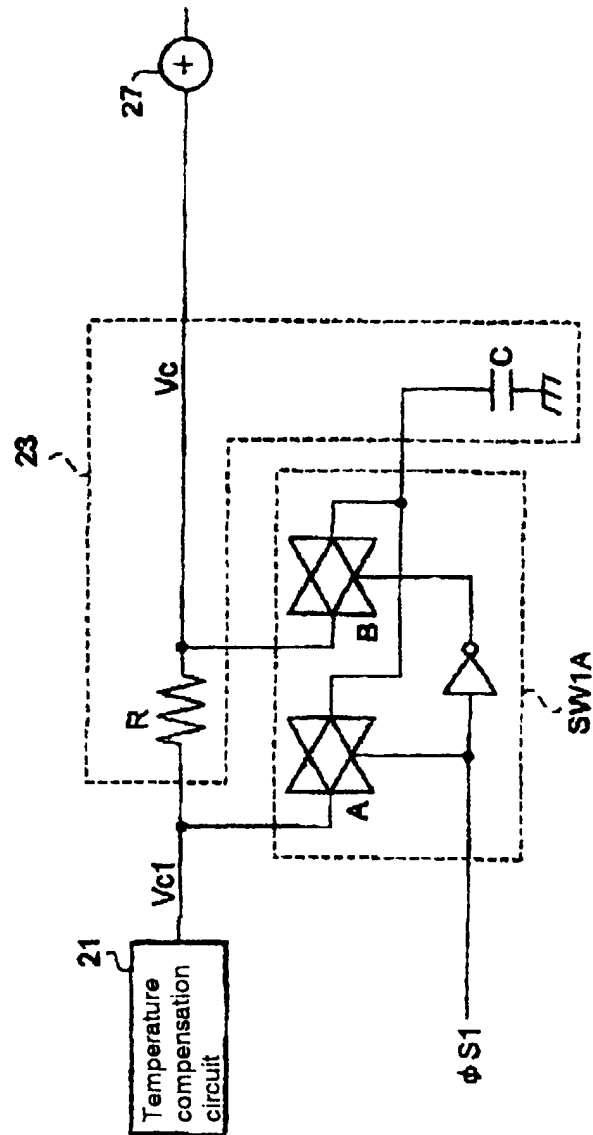 21
Temperature
compensation
circuit
Vc1
R
23
Vc
27
+
A
B
C
SW1A
φS1